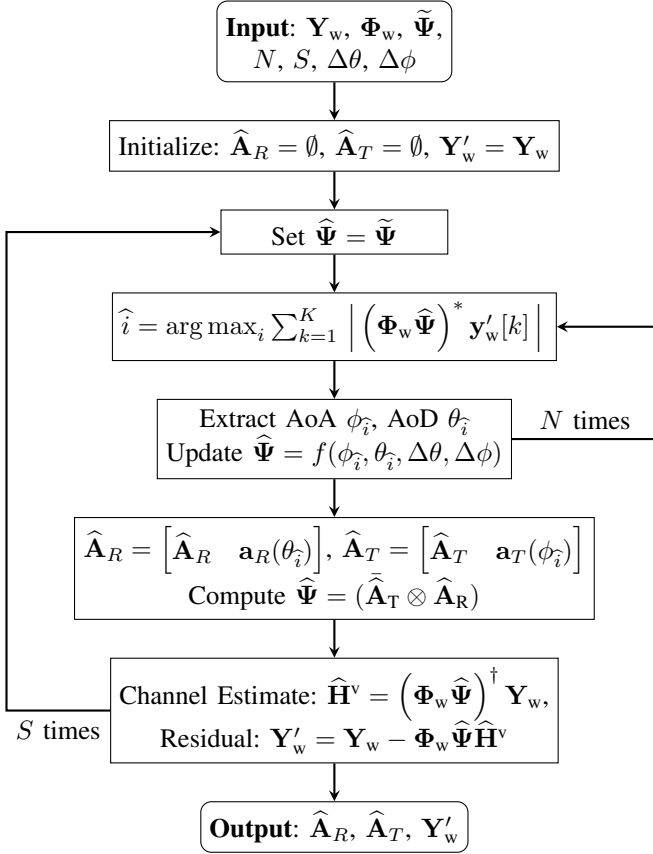 Input: Y_w, Φ_w, Ψ̃,
N, S, Δθ, Δϕ
Initialize: Â_R = ∅, Â_T = ∅, Y′_w = Y_w
Set Ψ̂ = Ψ̃
î = arg max_i ∑_{k=1}^{K} | (Φ_w Ψ̂)^* y′_w[k] |
Extract AoA ϕ_î, AoD θ_î
Update Ψ̂ = f(ϕ_î, θ_î, Δθ, Δϕ)
N times
Â_R = [Â_R a_R(θ_î)], Â_T = [Â_T a_T(ϕ_î)]
Compute Ψ̂ = (\bar{Â}_T ⊗ Â_R)
Channel Estimate: Ĥ^v = (Φ_w Ψ̂)^† Y_w,
Residual: Y′_w = Y_w − Φ_w Ψ̂ Ĥ^v
S times
Output: Â_R, Â_T, Y′_w